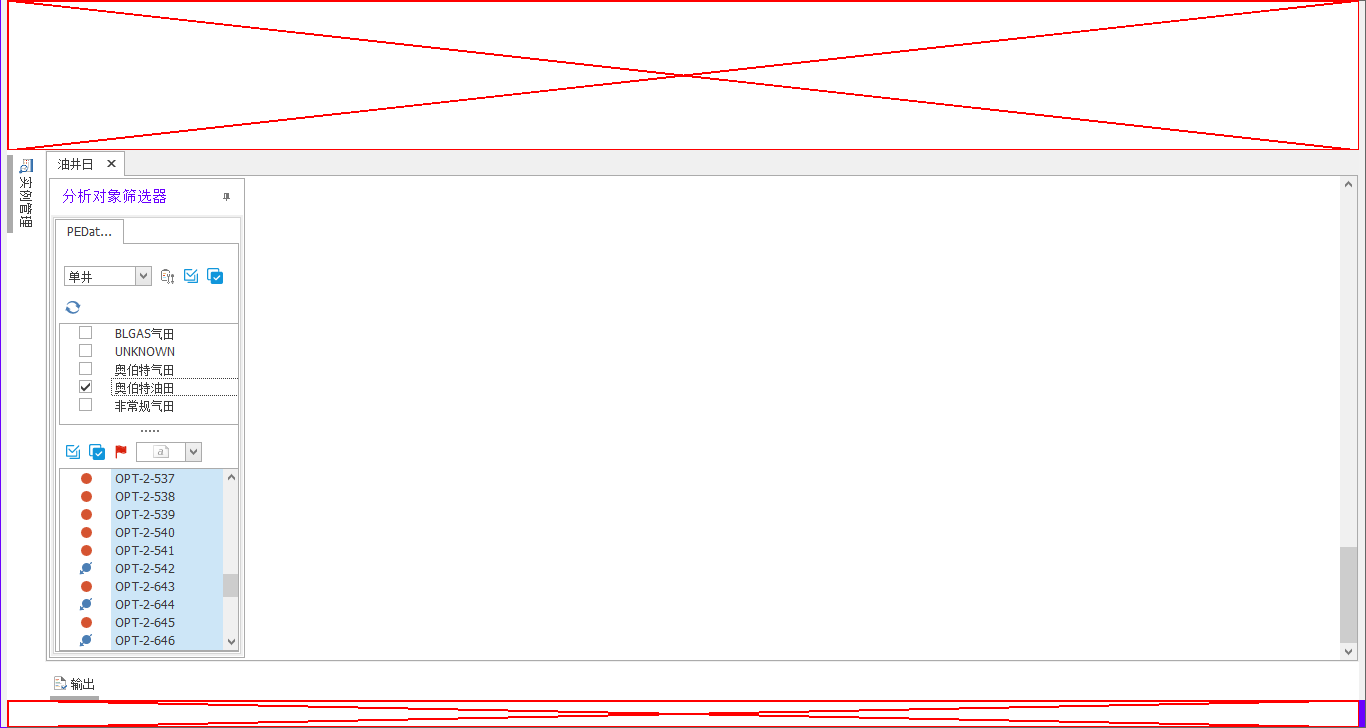 实例管理
油井日
分析对象筛选器
PEDat...
单井
BLGAS气田
UNKNOWN
奥伯特气田
奥伯特油田
非常规气田
a
OPT-2-537
OPT-2-538
OPT-2-539
OPT-2-540
OPT-2-541
OPT-2-542
OPT-2-643
OPT-2-644
OPT-2-645
OPT-2-646
输出